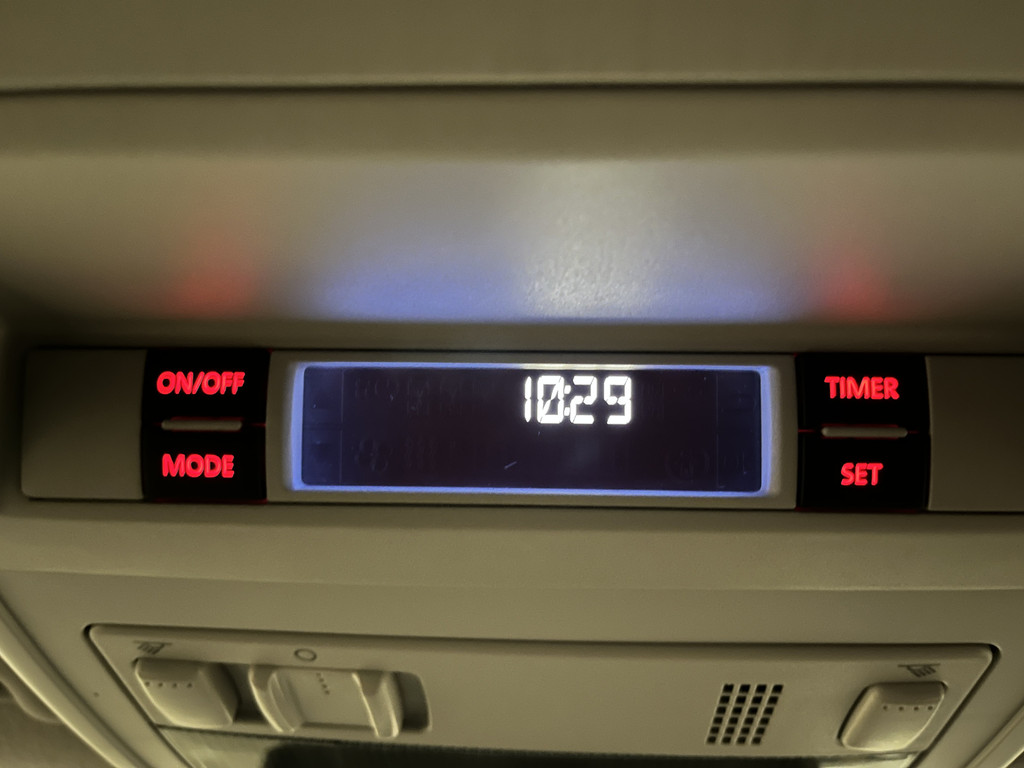 ON/OFF
10:29
TIMER
MODE
SET